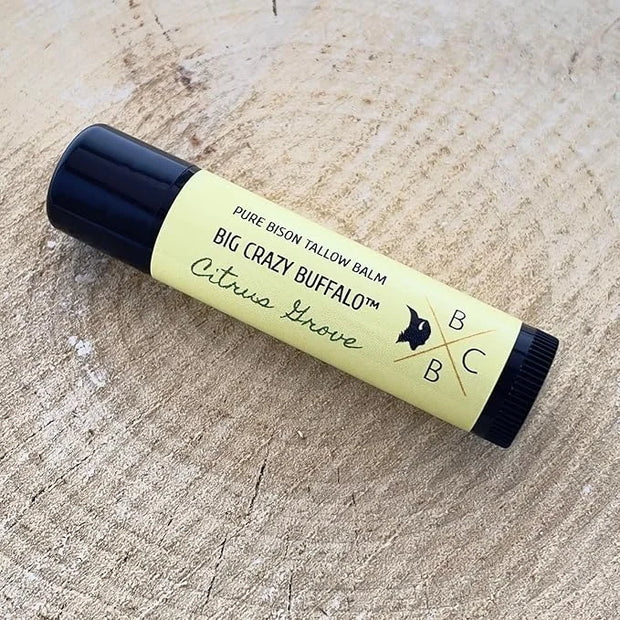 PURE BISON TALLOW BALM
BIG CRAZY BUFFALO™
Citrus Grove
B
C
B